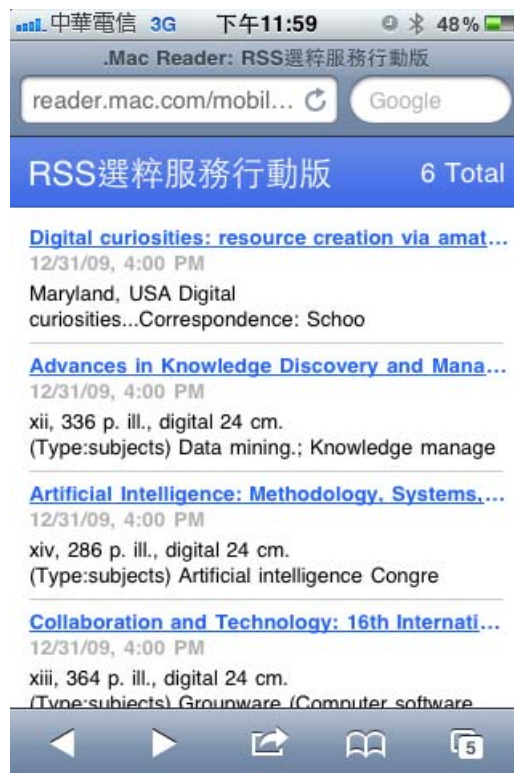 中華電信 3G 下午11:59 48%
.Mac Reader: RSS選粹服務行動版
reader.mac.com/mobil... Google
RSS選粹服務行動版 6 Total
Digital curiosities: resource creation via amat...
12/31/09, 4:00 PM
Maryland, USA Digital
curiosities...Correspondence: Schoo
Advances in Knowledge Discovery and Mana...
12/31/09, 4:00 PM
xii, 336 p. ill., digital 24 cm.
(Type:subjects) Data mining.; Knowledge manage
Artificial Intelligence: Methodology, Systems,...
12/31/09, 4:00 PM
xiv, 286 p. ill., digital 24 cm.
(Type:subjects) Artificial intelligence Congre
Collaboration and Technology: 16th Internati...
12/31/09, 4:00 PM
xiii, 364 p. ill., digital 24 cm.
(Type:subjects) Groupware (Computer software
5